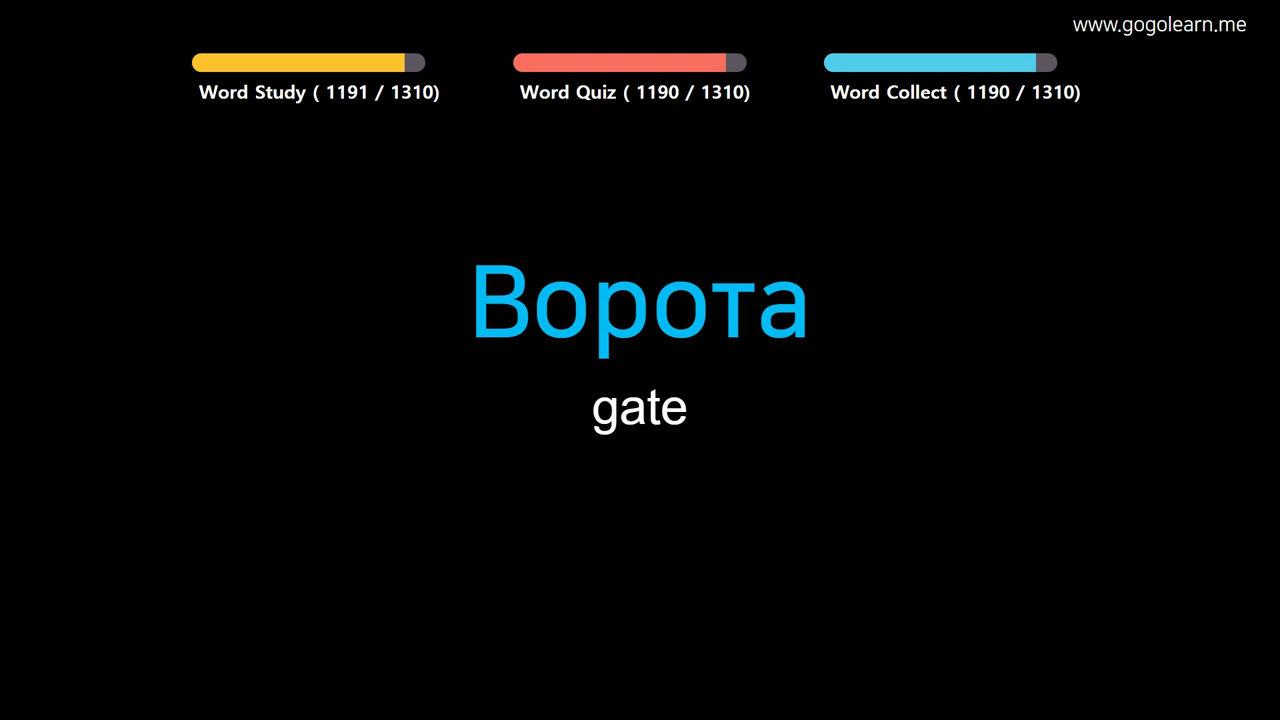 www.gogolearn.me
Word Study ( 1191 / 1310)
Word Quiz ( 1190 / 1310)
Word Collect ( 1190 / 1310)
Ворота
gate